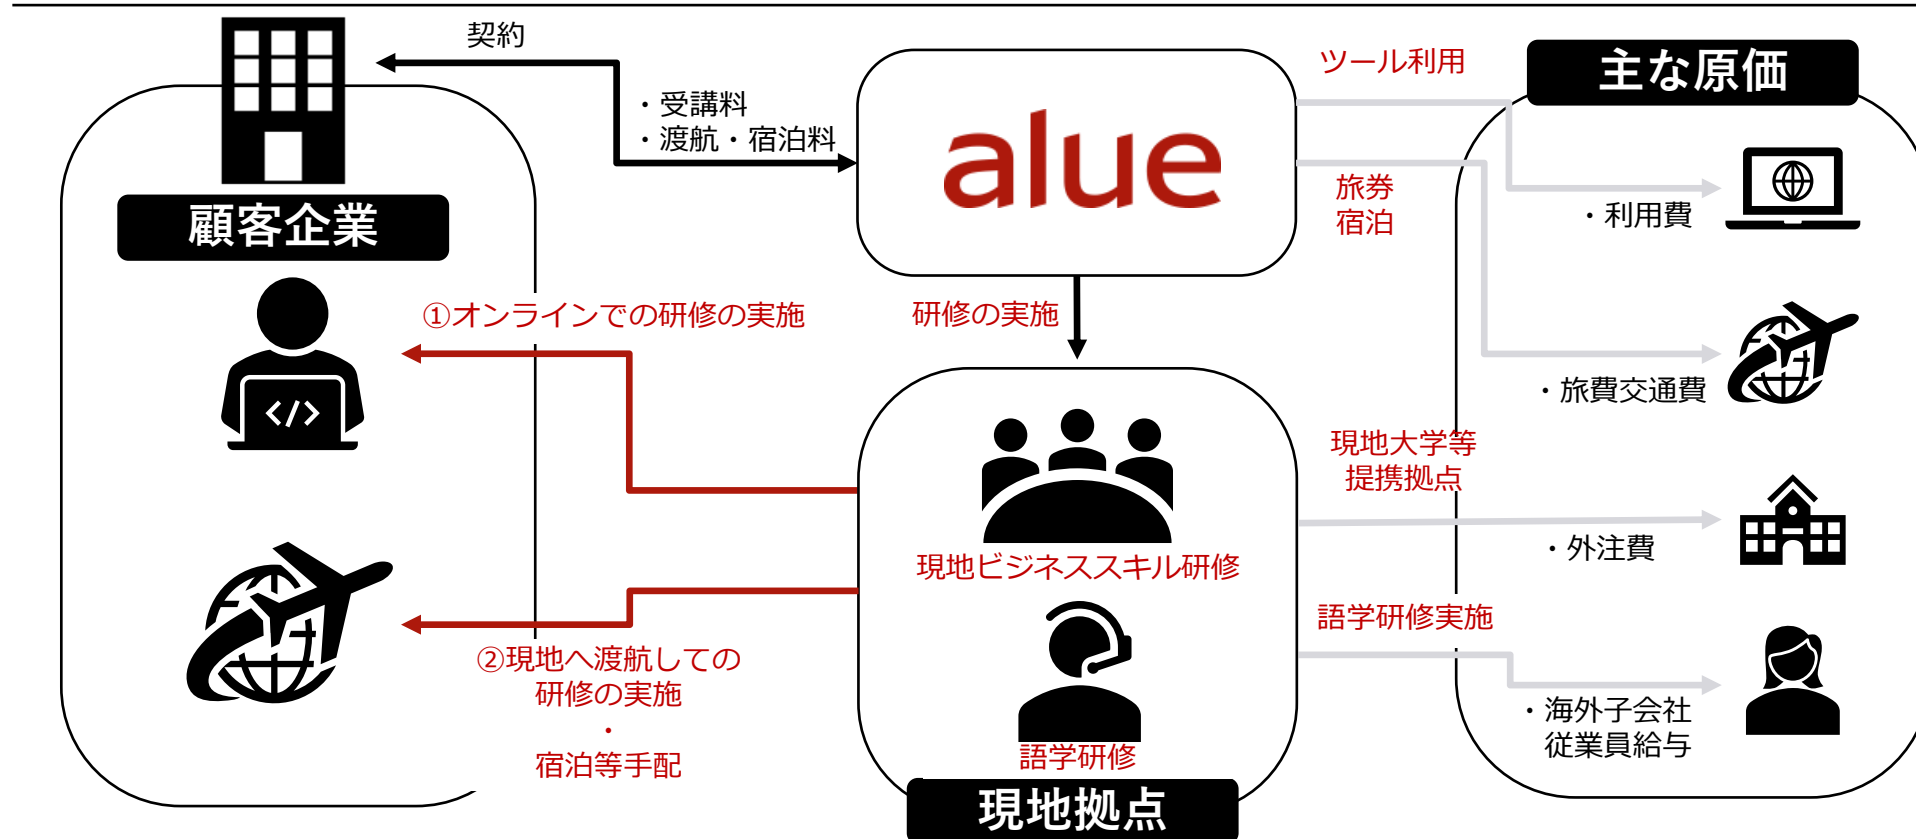 契約
・受講料
・渡航・宿泊料
顧客企業
①オンラインでの研修の実施
②現地へ渡航しての
研修の実施
・
宿泊等手配
alue
研修の実施
現地ビジネススキル研修
語学研修
現地拠点
ツール利用
旅券
宿泊
現地大学等
提携拠点
語学研修実施
主な原価
・利用費
・旅費交通費
・外注費
・海外子会社
従業員給与